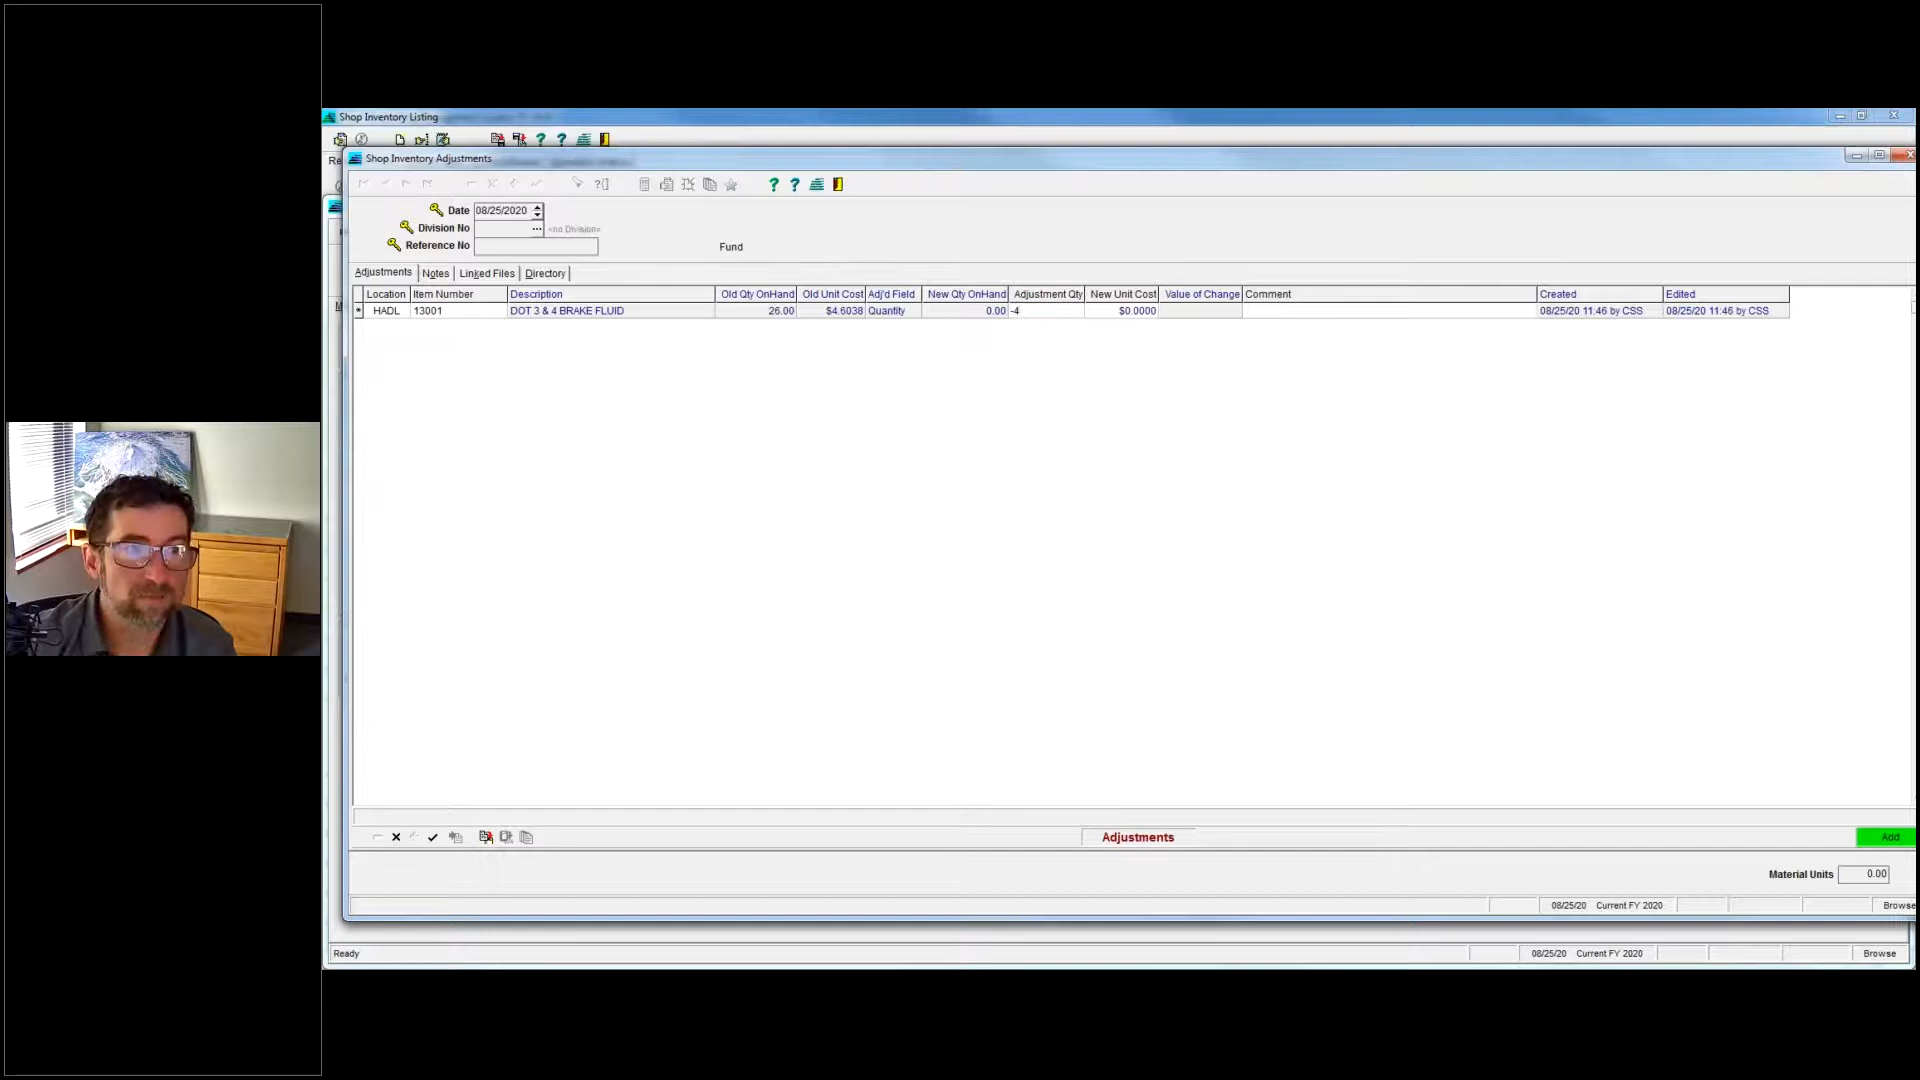 Shop Inventory Listing
Re
Shop Inventory Adjustments
Date 08/25/2020
Division No ... <no Division>
Reference No
Fund
Adjustments Notes Linked Files Directory
Location Item Number Description Old Qty OnHand Old Unit Cost Adj'd Field New Qty OnHand Adjustment Qty New Unit Cost Value of Change Comment Created Edited
* HADL 13001 DOT 3 & 4 BRAKE FLUID 26.00 $4.6038 Quantity 0.00 -4 $0.0000 08/25/20 11:46 by CSS 08/25/20 11:46 by CSS
Adjustments Add
Material Units 0.00
08/25/20 Current FY 2020 Browse
Ready 08/25/20 Current FY 2020 Browse